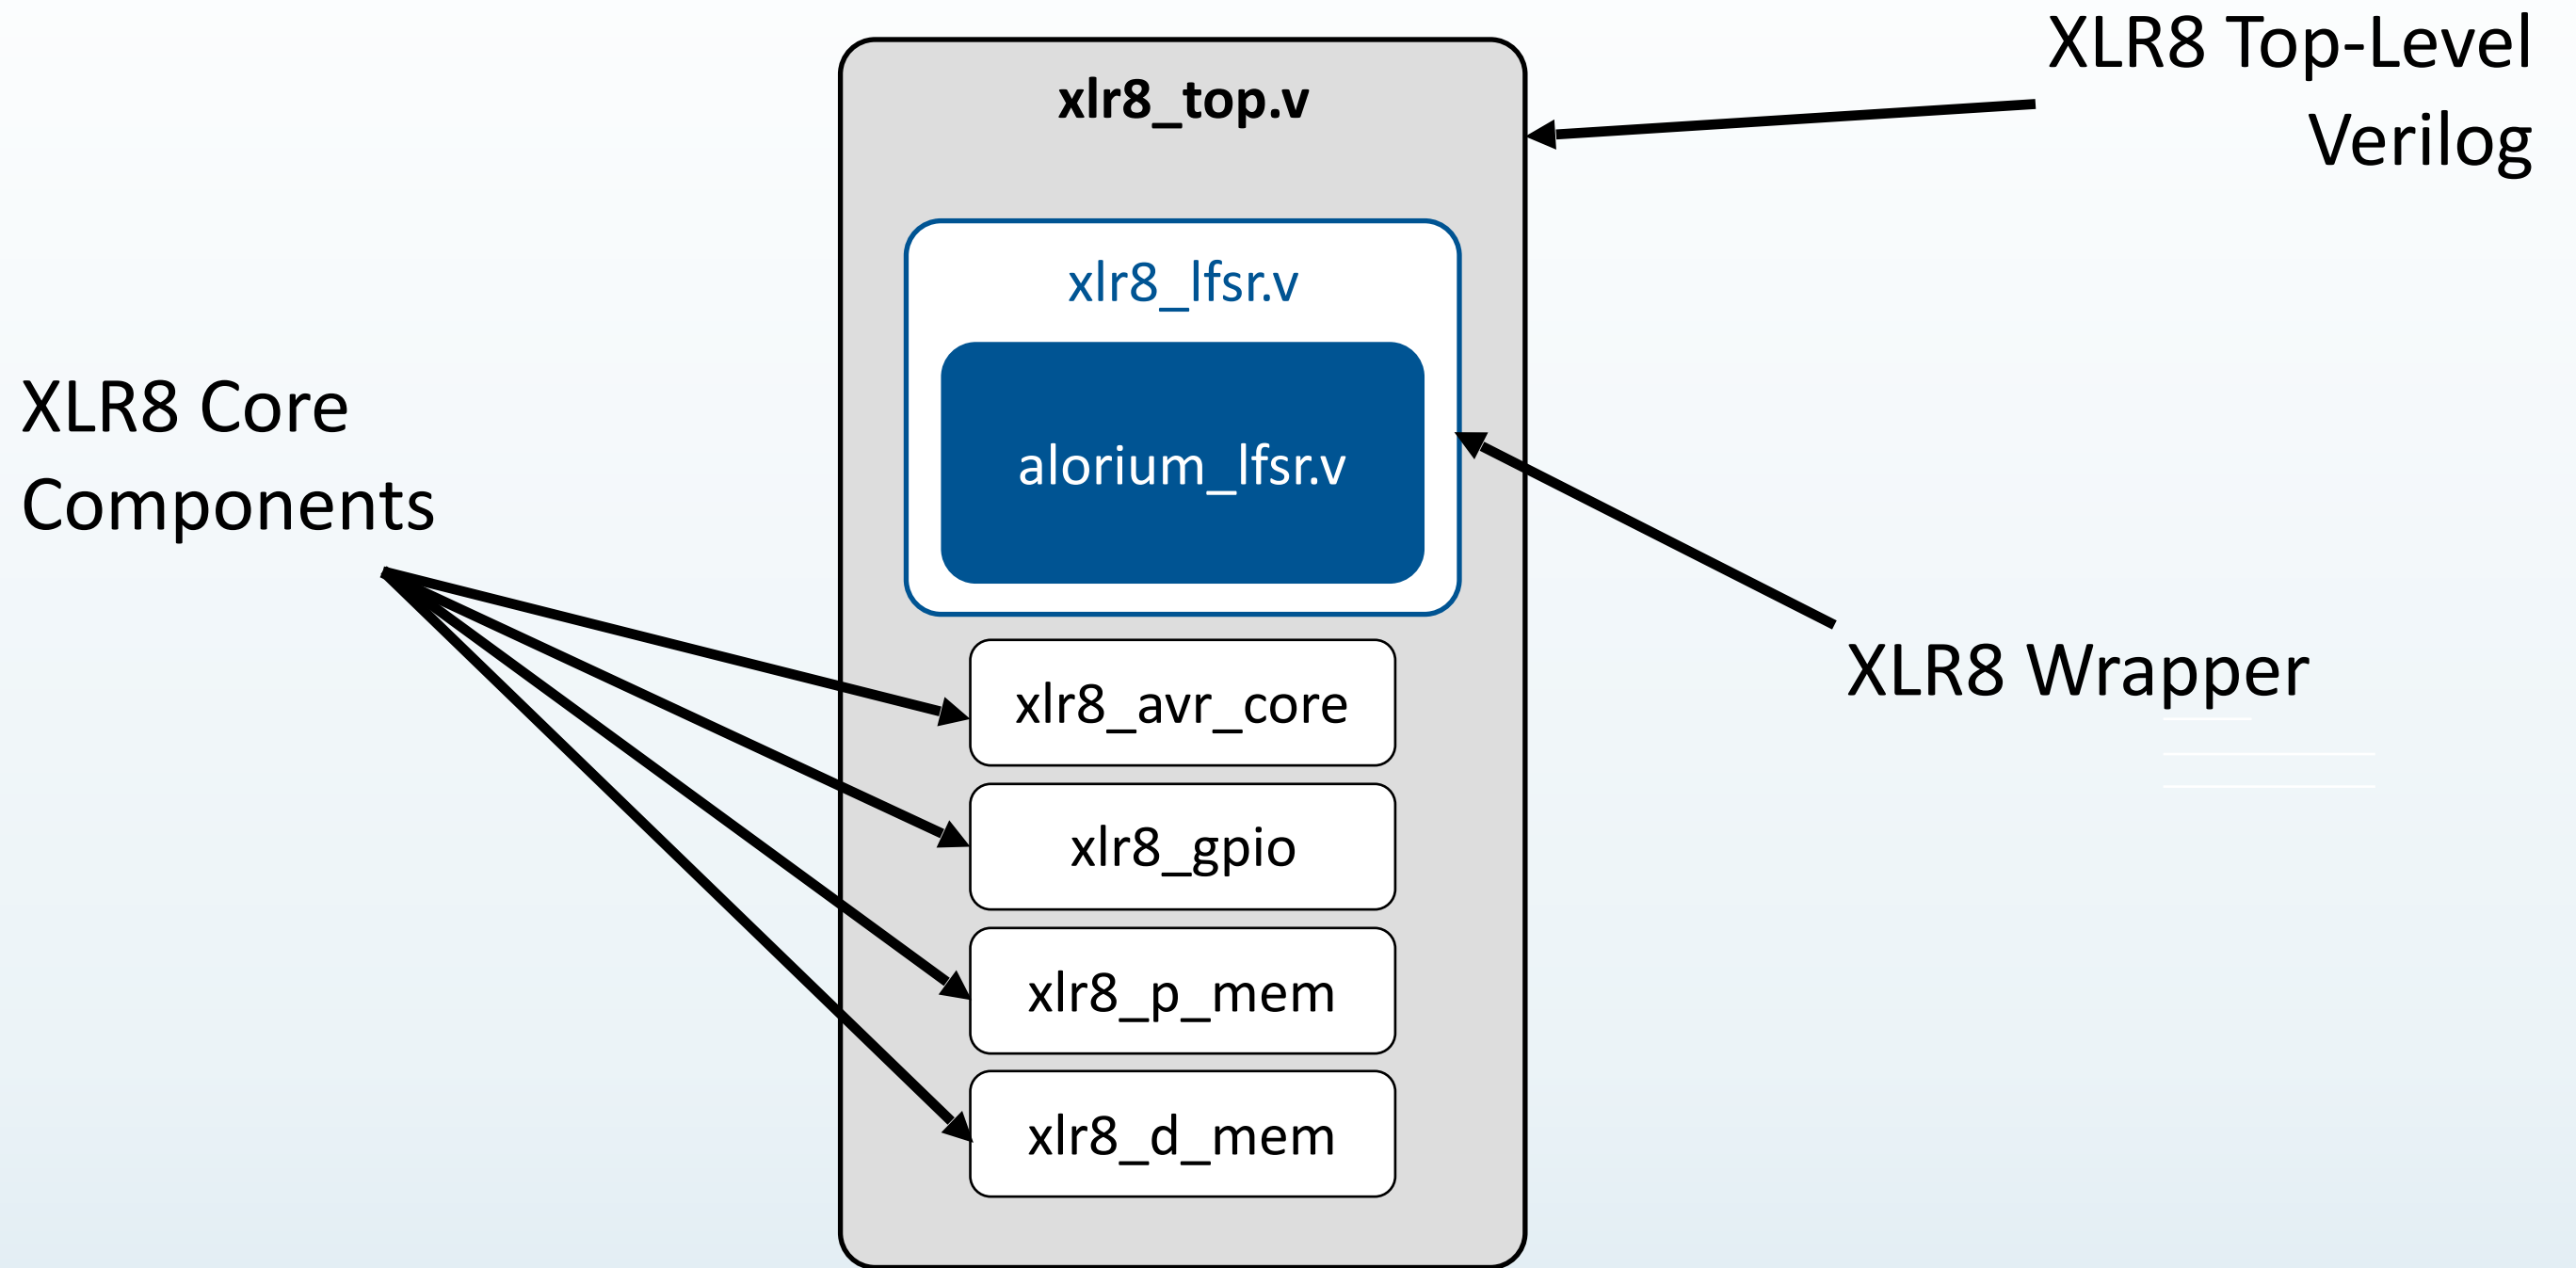 XLR8 Top-Level
Verilog
xlr8_top.v
xlr8_lfsr.v
alorium_lfsr.v
XLR8 Core
Components
XLR8 Wrapper
xlr8_avr_core
xlr8_gpio
xlr8_p_mem
xlr8_d_mem